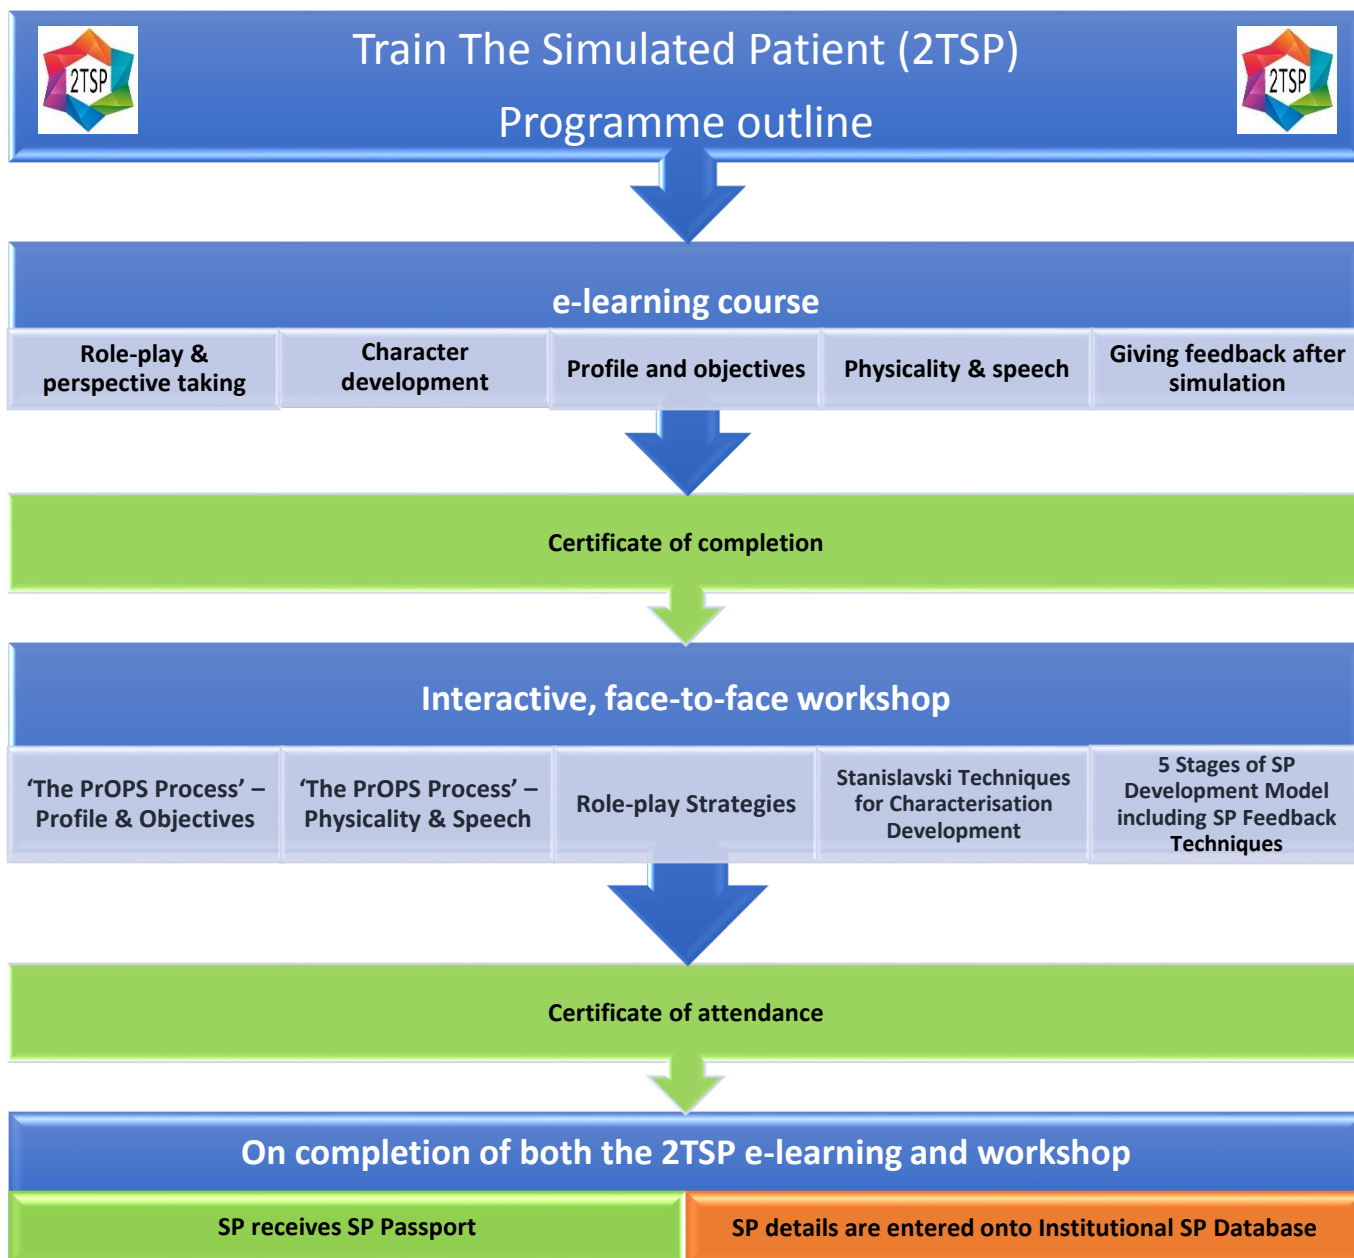 2TSP
Train The Simulated Patient (2TSP)
2TSP
Programme outline
e-learning course
Role-play &
perspective taking
Character
development
Profile and objectives
Physicality & speech
Giving feedback after
simulation
Certificate of completion
Interactive, face-to-face workshop
‘The PrOPS Process’ –
Profile & Objectives
‘The PrOPS Process’ –
Physicality & Speech
Role-play Strategies
Stanislavski Techniques
for Characterisation
Development
5 Stages of SP
Development Model
including SP Feedback
Techniques
Certificate of attendance
On completion of both the 2TSP e-learning and workshop
SP receives SP Passport
SP details are entered onto Institutional SP Database